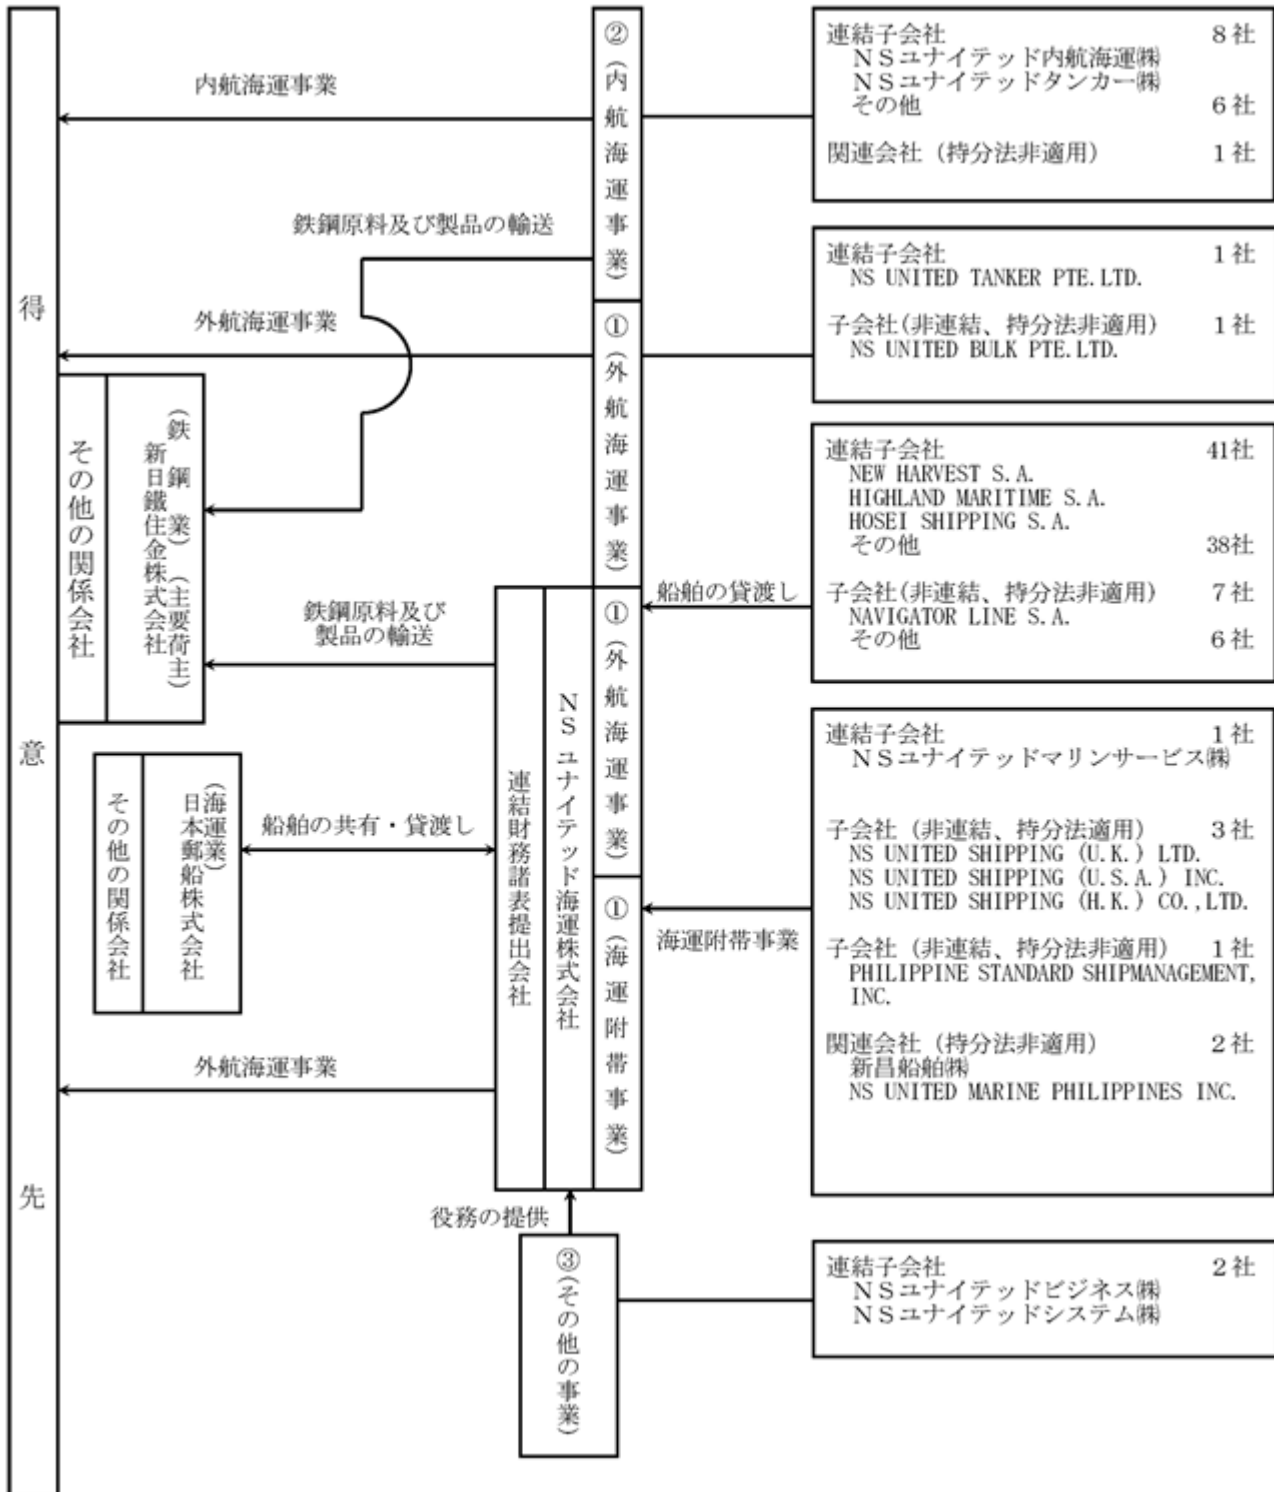 得意先
内航海運事業
鉄鋼原料及び製品の輸送
外航海運事業
(鉄鋼業)(主要荷主)
新日鐵住金株式会社
その他の関係会社
鉄鋼原料及び
製品の輸送
(海運業)
日本郵船株式会社
その他の関係会社
船舶の共有・貸渡し
外航海運事業
②(内航海運事業)
①(外航海運事業)
①(外航海運事業)
①(海運附帯事業)
NSユナイテッド海運株式会社
連結財務諸表提出会社
役務の提供
③(その他の事業)
船舶の貸渡し
海運附帯事業
連結子会社 8社
NSユナイテッド内航海運㈱
NSユナイテッドタンカー㈱
その他 6社
関連会社(持分法非適用) 1社
連結子会社 1社
NS UNITED TANKER PTE.LTD.
子会社(非連結、持分法非適用) 1社
NS UNITED BULK PTE.LTD.
連結子会社 41社
NEW HARVEST S.A.
HIGHLAND MARITIME S.A.
HOSEI SHIPPING S.A.
その他 38社
子会社(非連結、持分法非適用) 7社
NAVIGATOR LINE S.A.
その他 6社
連結子会社 1社
NSユナイテッドマリンサービス㈱
子会社(非連結、持分法適用) 3社
NS UNITED SHIPPING (U.K.) LTD.
NS UNITED SHIPPING (U.S.A.) INC.
NS UNITED SHIPPING (H.K.) CO.,LTD.
子会社(非連結、持分法非適用) 1社
PHILIPPINE STANDARD SHIPMANAGEMENT,
INC.
関連会社(持分法非適用) 2社
新昌船舶㈱
NS UNITED MARINE PHILIPPINES INC.
連結子会社 2社
NSユナイテッドビジネス㈱
NSユナイテッドシステム㈱